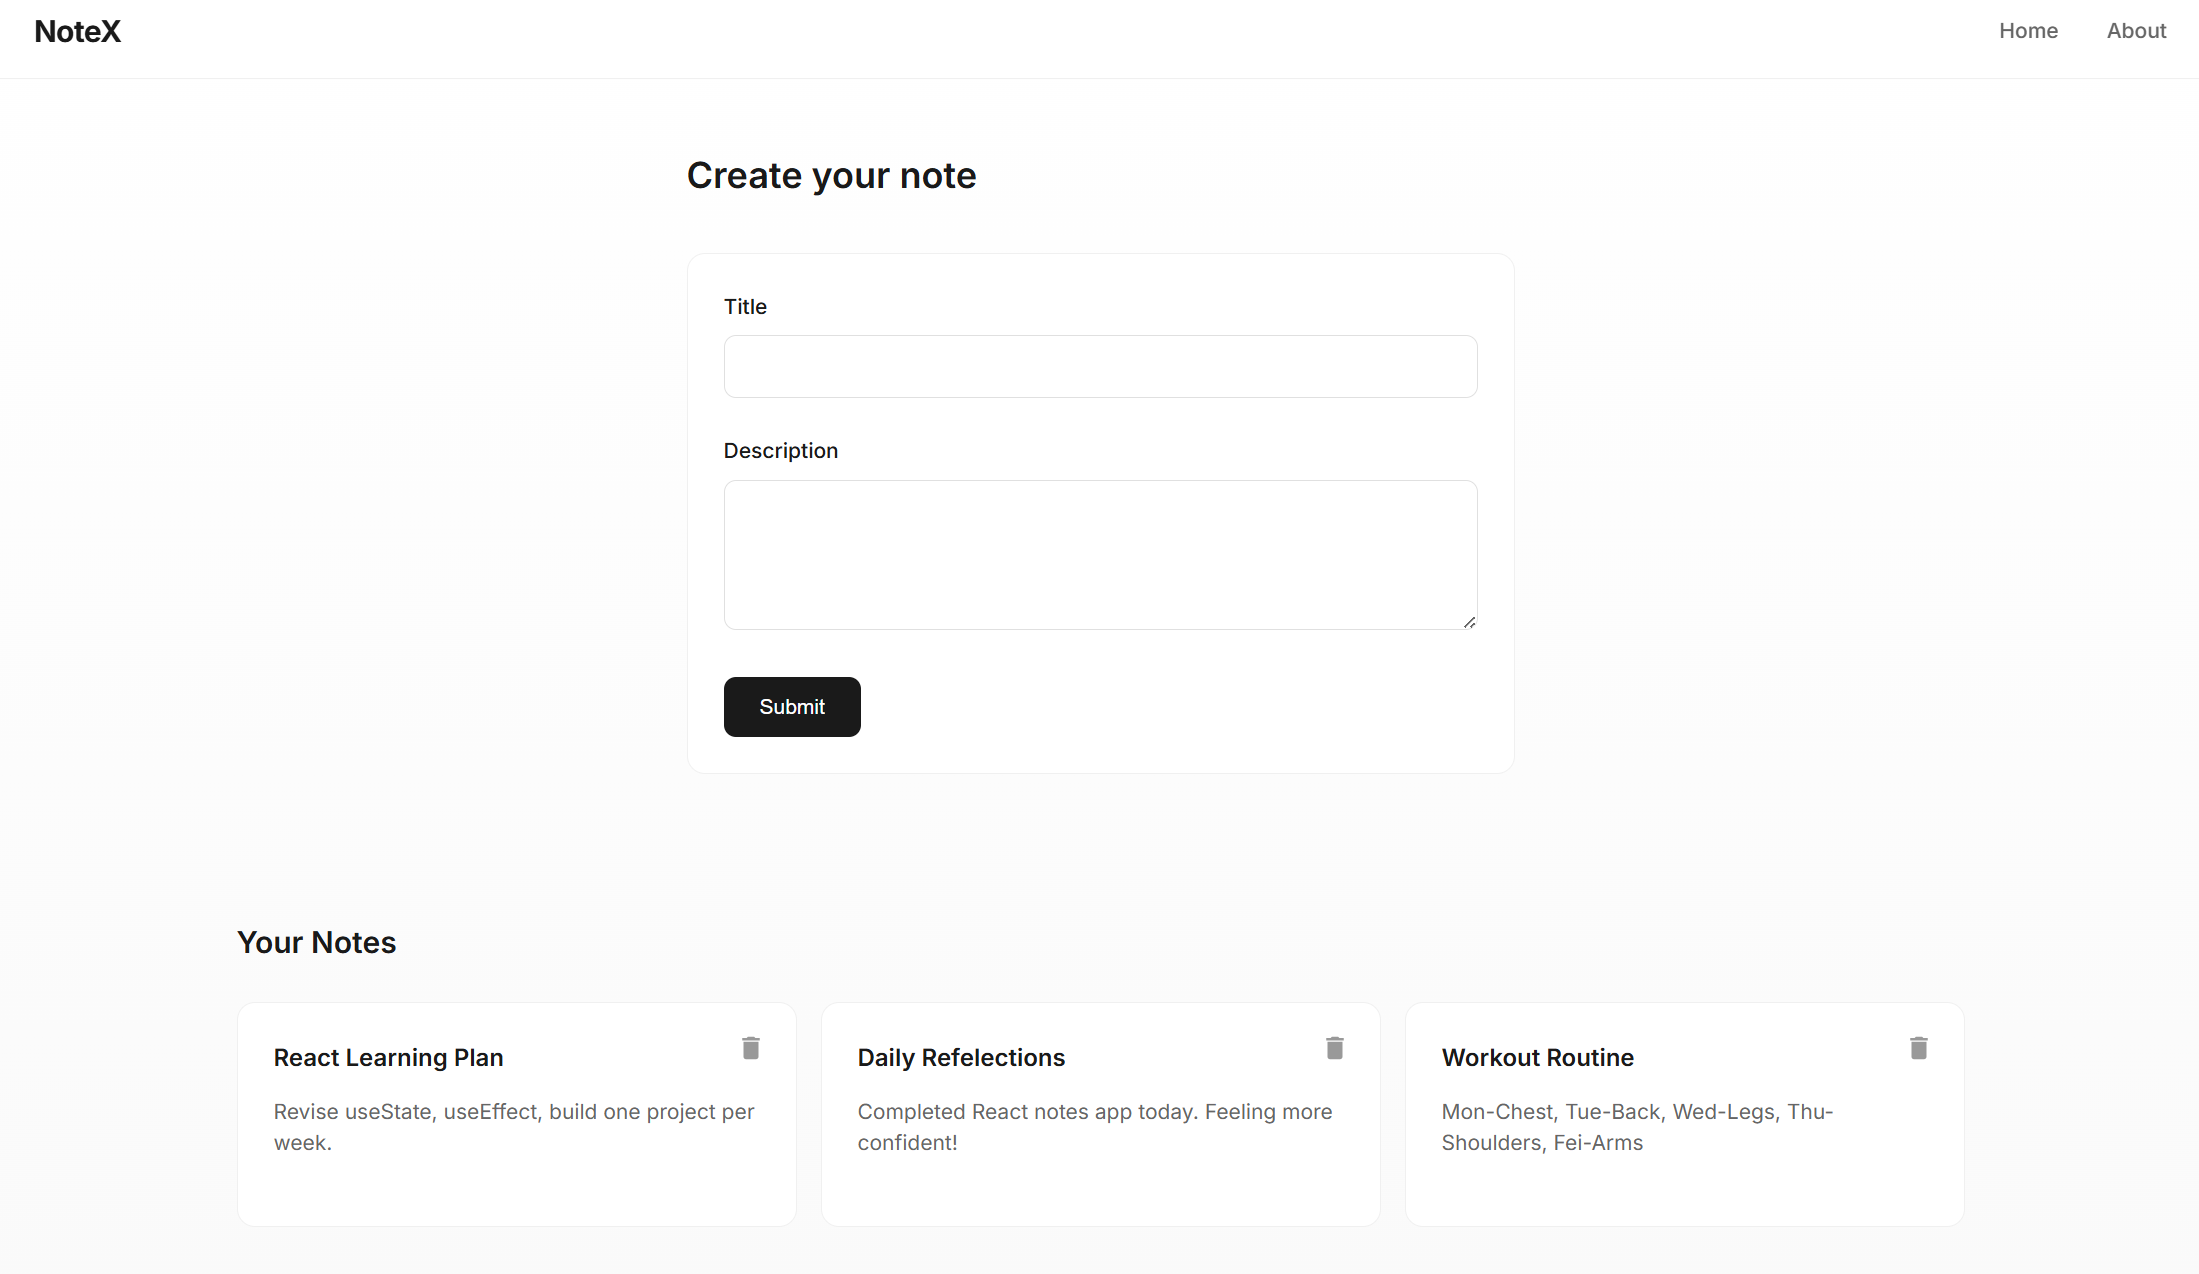 NoteX
Home
About
Create your note
Title
Description
Submit
Your Notes
React Learning Plan
Revise useState, useEffect, build one project per
week.
Daily Refelections
Completed React notes app today. Feeling more
confident!
Workout Routine
Mon-Chest, Tue-Back, Wed-Legs, Thu-
Shoulders, Fei-Arms